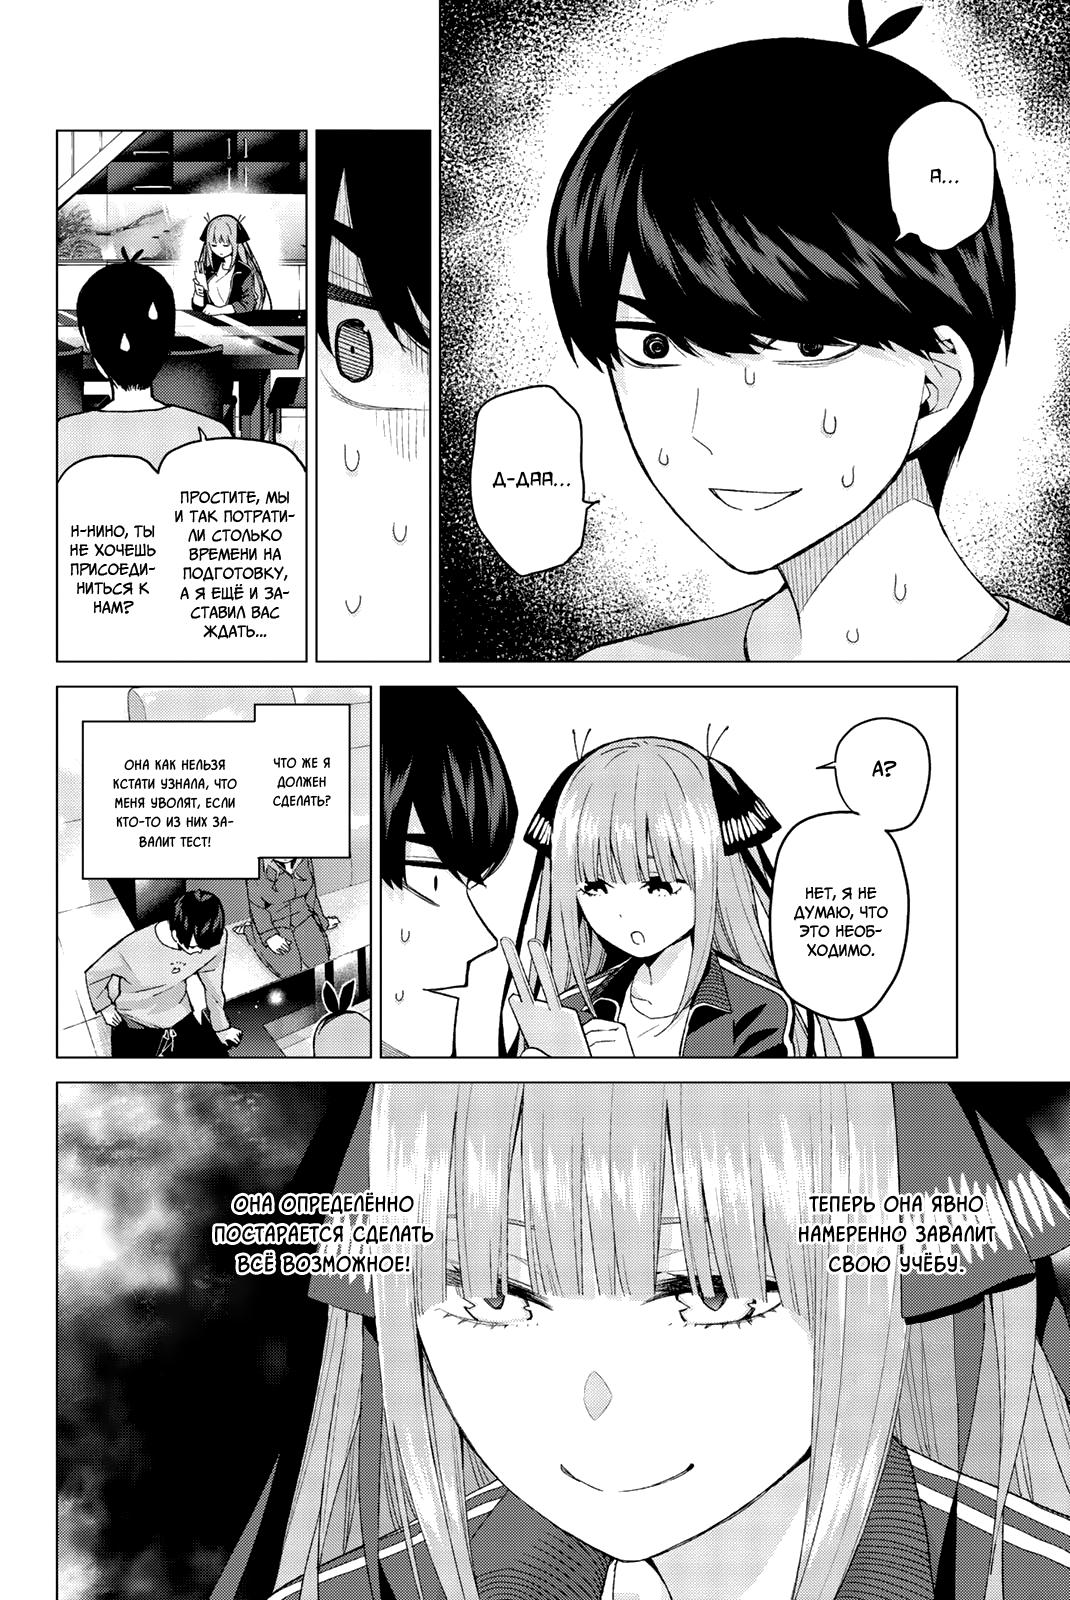 А...
Д-ДАА...
ПРОСТИТЕ, МЫ
И ТАК ПОТРАТИ-
ЛИ СТОЛЬКО
ВРЕМЕНИ НА
ПОДГОТОВКУ,
А Я ЕЩЁ И ЗА-
СТАВИЛ ВАС
ЖДАТЬ...
Н-НИНО, ТЫ
НЕ ХОЧЕШЬ
ПРИСОЕДИ-
НИТЬСЯ К
НАМ?
А?
НЕТ, Я НЕ
ДУМАЮ, ЧТО
ЭТО НЕОБ-
ХОДИМО.
ЧТО ЖЕ Я
ДОЛЖЕН
СДЕЛАТЬ?
ОНА КАК НЕЛЬЗЯ
КСТАТИ УЗНАЛА, ЧТО
МЕНЯ УВОЛЯТ, ЕСЛИ
КТО-ТО ИЗ НИХ ЗА-
ВАЛИТ ТЕСТ!
ТЕПЕРЬ ОНА ЯВНО
НАМЕРЕННО ЗАВАЛИТ
СВОЮ УЧЁБУ.
ОНА ОПРЕДЕЛЁННО
ПОСТАРАЕТСЯ СДЕЛАТЬ
ВСЁ ВОЗМОЖНОЕ!